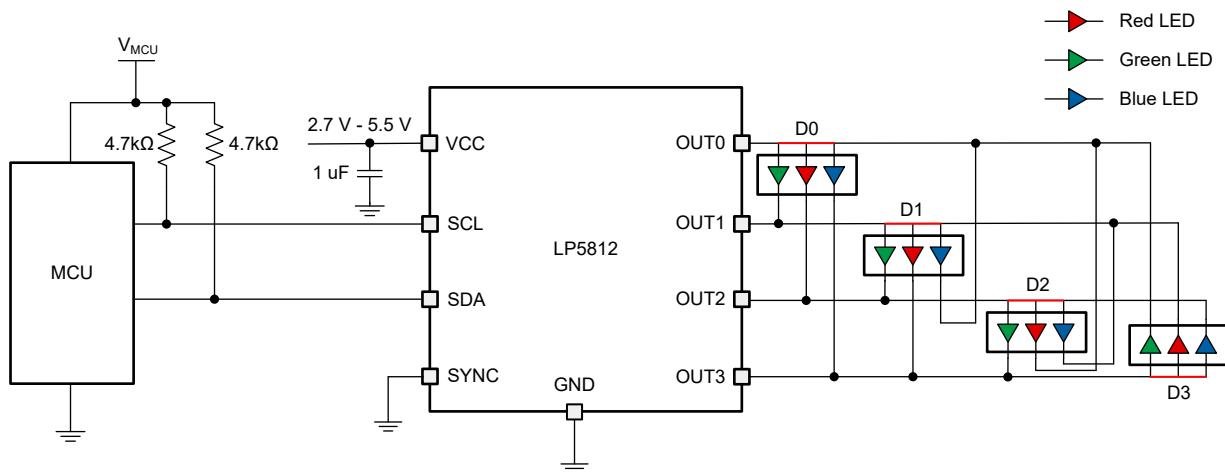 Red LED
Green LED
Blue LED
VMCU
4.7kΩ
4.7kΩ
2.7 V - 5.5 V
1 uF
MCU
VCC
SCL
SDA
SYNC
LP5812
GND
OUT0
OUT1
OUT2
OUT3
D0
D1
D2
D3